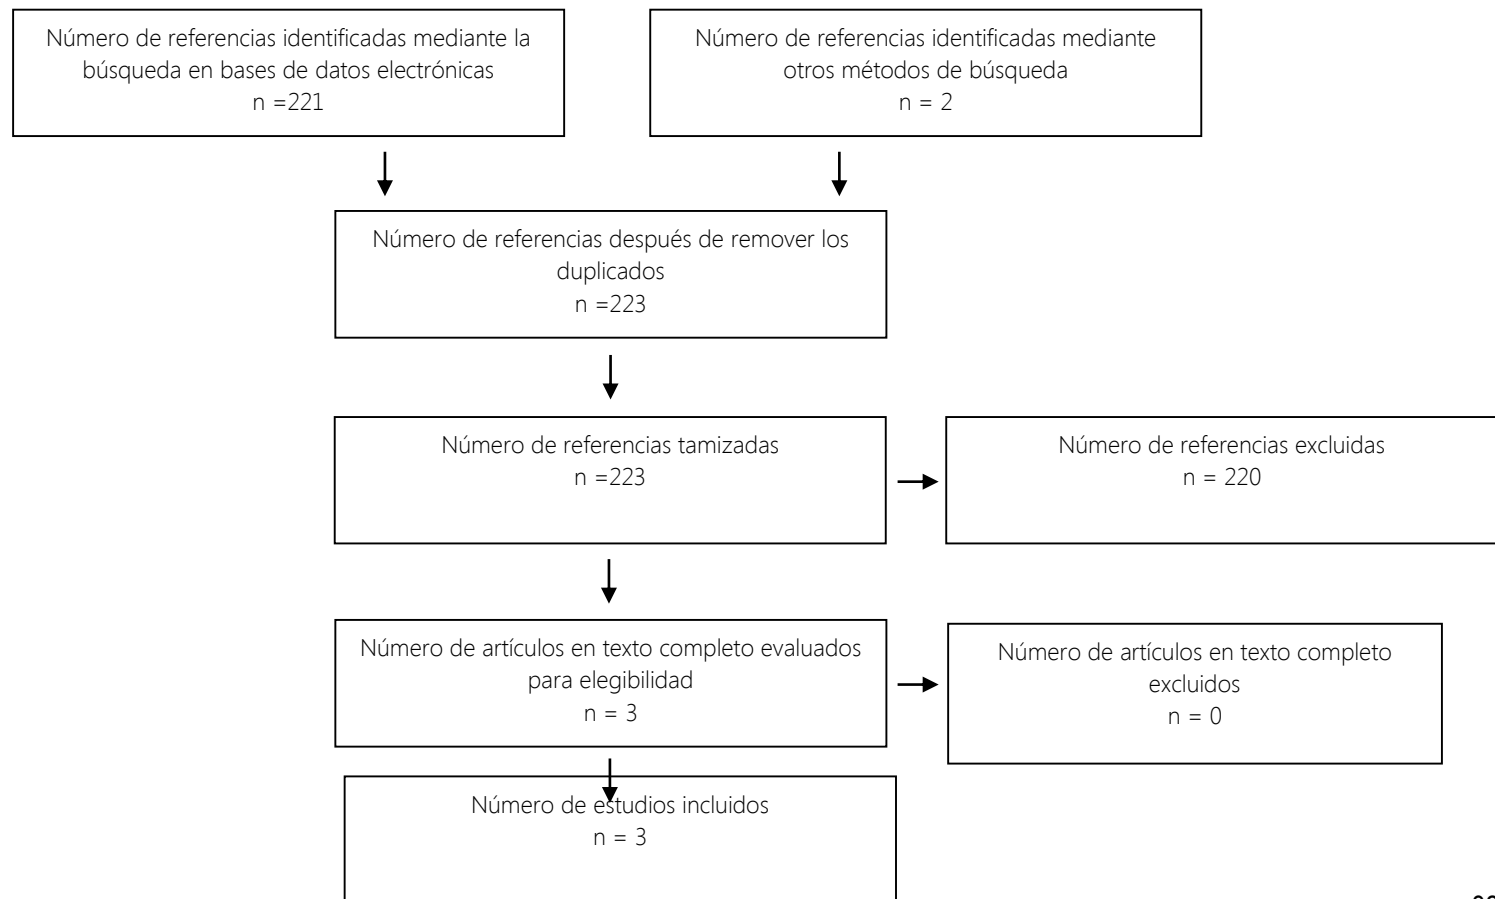 Número de referencias identificadas mediante la
búsqueda en bases de datos electrónicas
n =221
Número de referencias identificadas mediante
otros métodos de búsqueda
n = 2
Número de referencias después de remover los
duplicados
n =223
Número de referencias tamizadas
n =223
Número de referencias excluidas
n = 220
Número de artículos en texto completo evaluados
para elegibilidad
n = 3
Número de artículos en texto completo
excluidos
n = 0
Número de estudios incluidos
n = 3